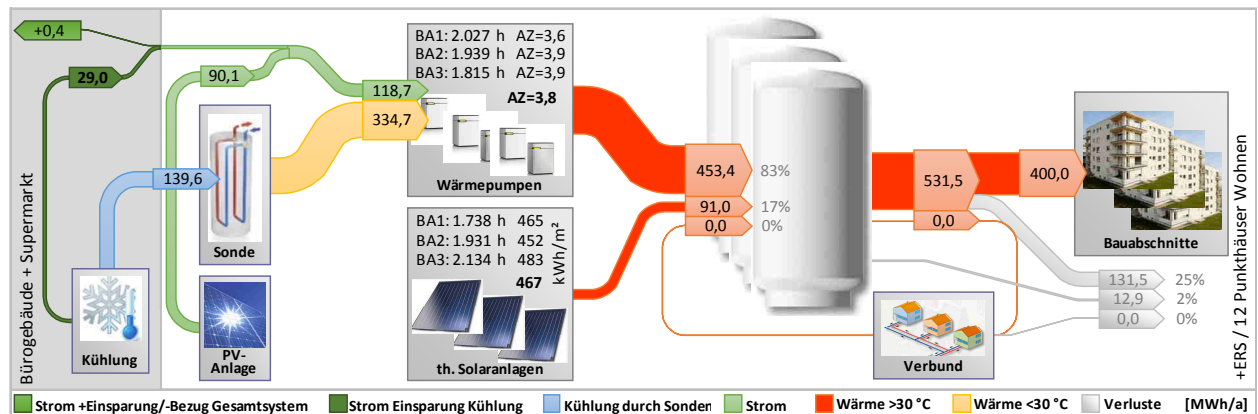 Bürogebäude + Supermarkt
+0,4
29,0
90,1
139,6
Sonde
Kühlung
PV-
Anlage
118,7
334,7
BA1: 2.027 h AZ=3,6
BA2: 1.939 h AZ=3,9
BA3: 1.815 h AZ=3,9
AZ=3,8
Wärmepumpen
BA1: 1.738 h 465
BA2: 1.931 h 452
BA3: 2.134 h 483
467
kWh/m²
th. Solaranlagen
453,4 83%
91,0 17%
0,0 0%
531,5
0,0
400,0
Bauabschnitte
131,5 25%
12,9 2%
0,0 0%
Verbund
+ERS / 12 Punkthäuser Wohnen
Strom +Einsparung/-Bezug Gesamtsystem Strom Einsparung Kühlung Kühlung durch Sonden Strom Wärme >30 °C Wärme <30 °C Verluste [MWh/a]